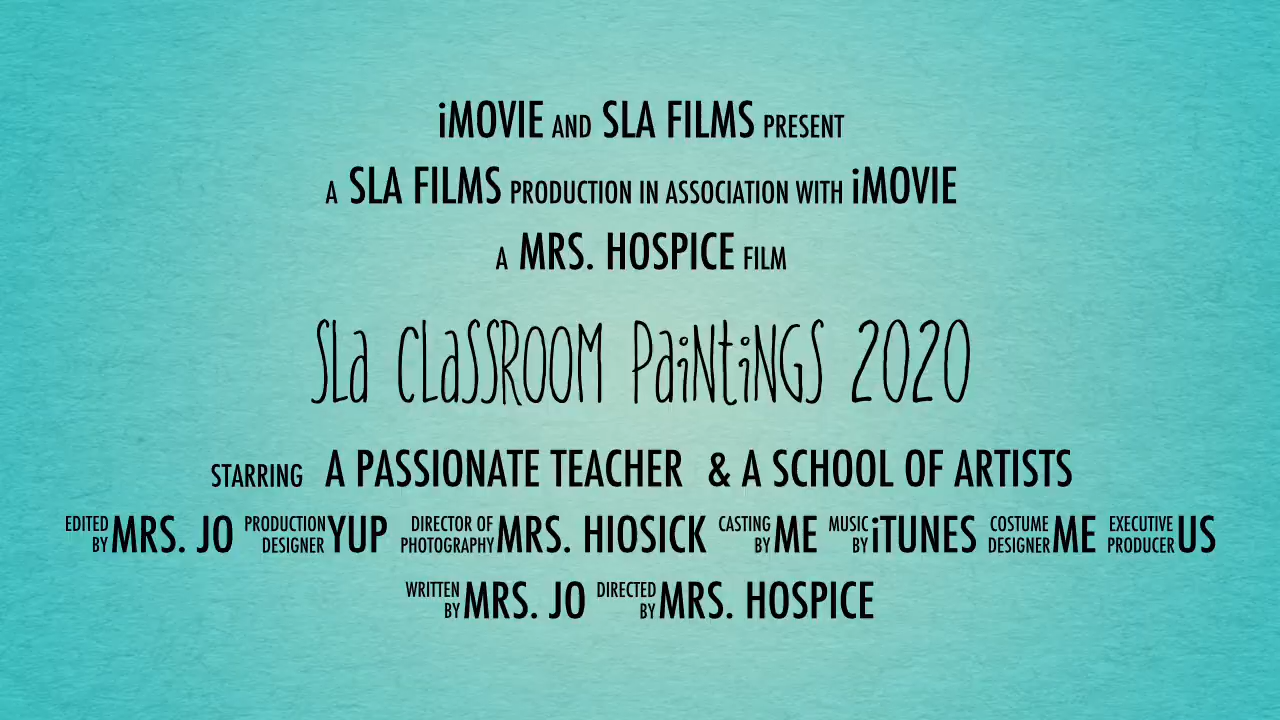 iMOVIE AND SLA FILMS PRESENT
A SLA FILMS PRODUCTION IN ASSOCIATION WITH iMOVIE
A MRS. HOSPICE FILM
SLa CLaSSROOM PaiNtiNGS 2020
STARRING A PASSIONATE TEACHER & A SCHOOL OF ARTISTS
EDITED BY MRS. JO PRODUCTION DESIGNER YUP DIRECTOR OF PHOTOGRAPHY MRS. HIOSICK CASTING BY ME MUSIC BY iTUNES COSTUME DESIGNER ME EXECUTIVE PRODUCER US
WRITTEN BY MRS. JO DIRECTED BY MRS. HOSPICE